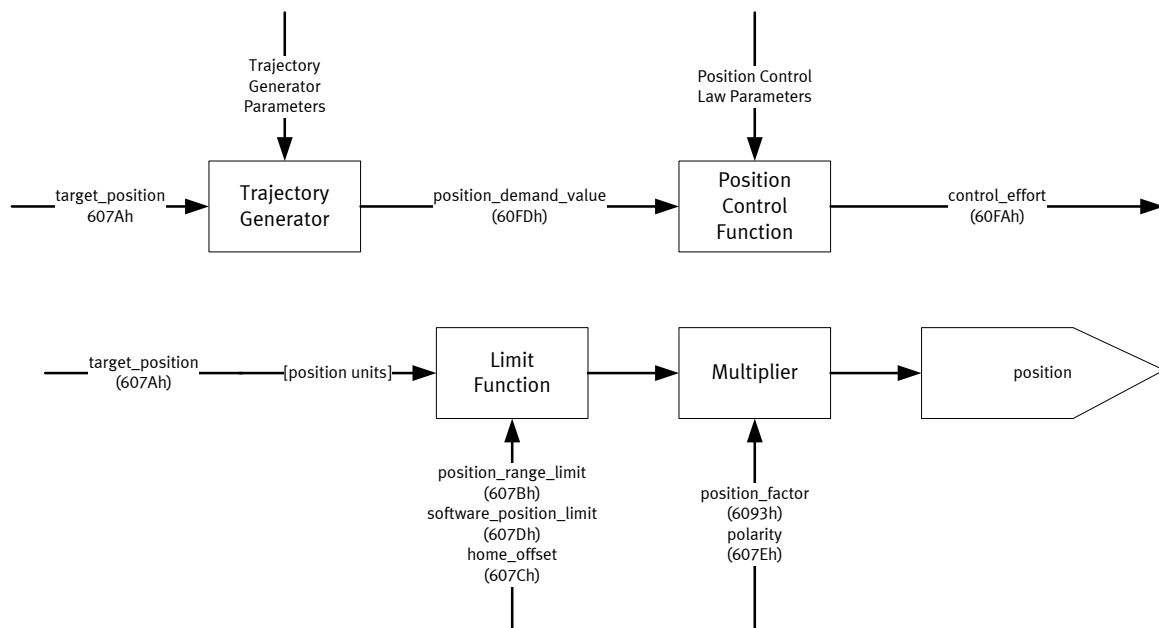 Trajectory
Generator
Parameters
Position Control
Law Parameters
target_position
607Ah
Trajectory
Generator
position_demand_value
(60FDh)
Position
Control
Function
control_effort
(60FAh)
target_position
(607Ah)
[position units]
Limit
Function
Multiplier
position
position_range_limit
(607Bh)
software_position_limit
(607Dh)
home_offset
(607Ch)
position_factor
(6093h)
polarity
(607Eh)